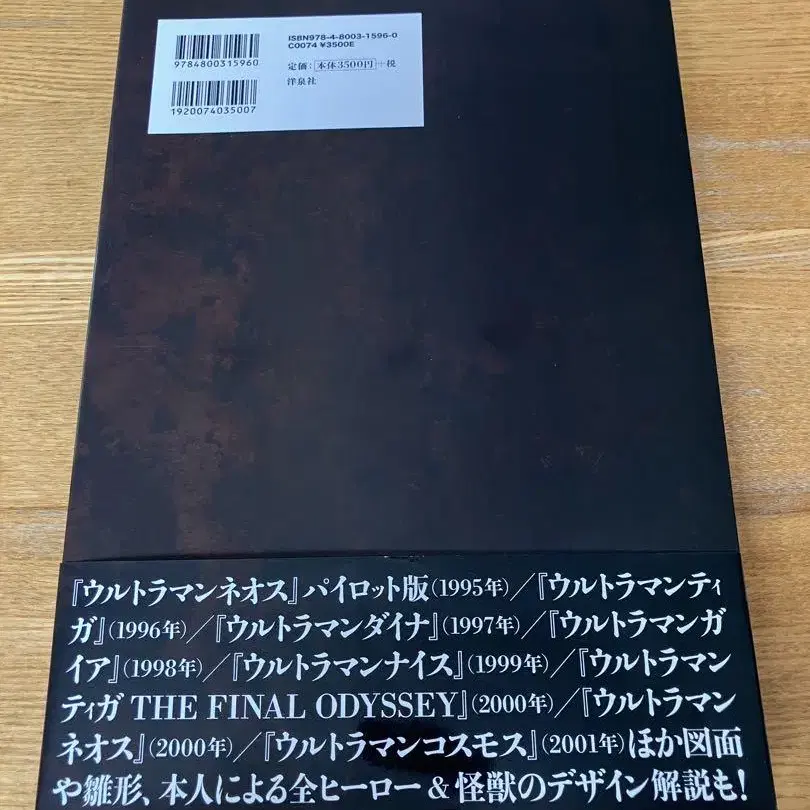 ISBN978-4-8003-1596-0
C0074 ¥3500E
9784800315960
定価：本体3500円+税
洋泉社
1920074035007
『ウルトラマンネオス』パイロット版(1995年)／『ウルトラマンティ
ガ』(1996年)／『ウルトラマンダイナ』(1997年)／『ウルトラマンガ
イア』(1998年)／『ウルトラマンナイス』(1999年)／『ウルトラマン
ティガ THE FINAL ODYSSEY』(2000年)／『ウルトラマン
ネオス』(2000年)／『ウルトラマンコスモス』(2001年)ほか図面
や雛形、本人による全ヒーロー&怪獣のデザイン解説も!